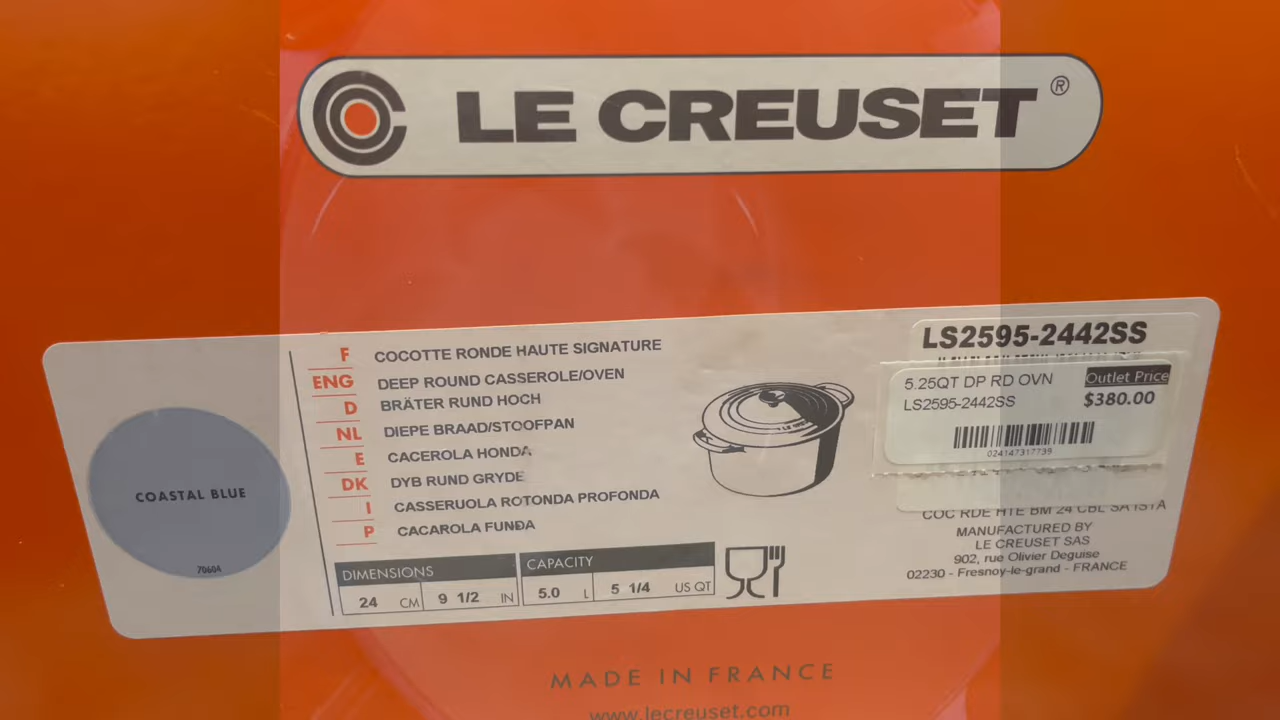 LE CREUSET ®
F COCOTTE RONDE HAUTE SIGNATURE
ENG DEEP ROUND CASSEROLE/OVEN
D BRÄTER RUND HOCH
NL DIEPE BRAAD/STOOFPAN
E CACEROLA HONDA
DK DYB RUND GRYDE
I CASSERUOLA ROTONDA PROFONDA
P CACAROLA FUNDA
COASTAL BLUE
70604
DIMENSIONS
24 CM 9 1/2 IN
CAPACITY
5.0 L 5 1/4 US QT
LE CREUSET
LS2595-2442SS
5.25QT DP RD OVN
LS2595-2442SS
Outlet Price
$380.00
024147317739
COC RDE HTE BM 24 CBL SA
MANUFACTURED BY
LE CREUSET SAS
902, rue Olivier Deguise
02230 - Fresnoy-le-grand - FRANCE
MADE IN FRANCE
www.lecreuset.com